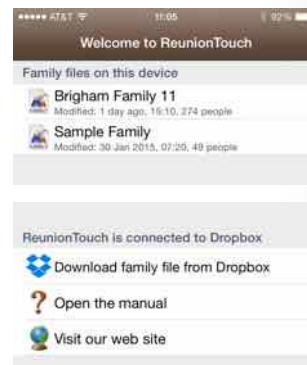 AT&T 11:05 92%
Welcome to ReunionTouch
Family files on this device
Brigham Family 11
Modified: 1 day ago, 15:10, 274 people
Sample Family
Modified: 30 Jan 2015, 07:20, 49 people
ReunionTouch is connected to Dropbox
Download family file from Dropbox
Open the manual
Visit our web site